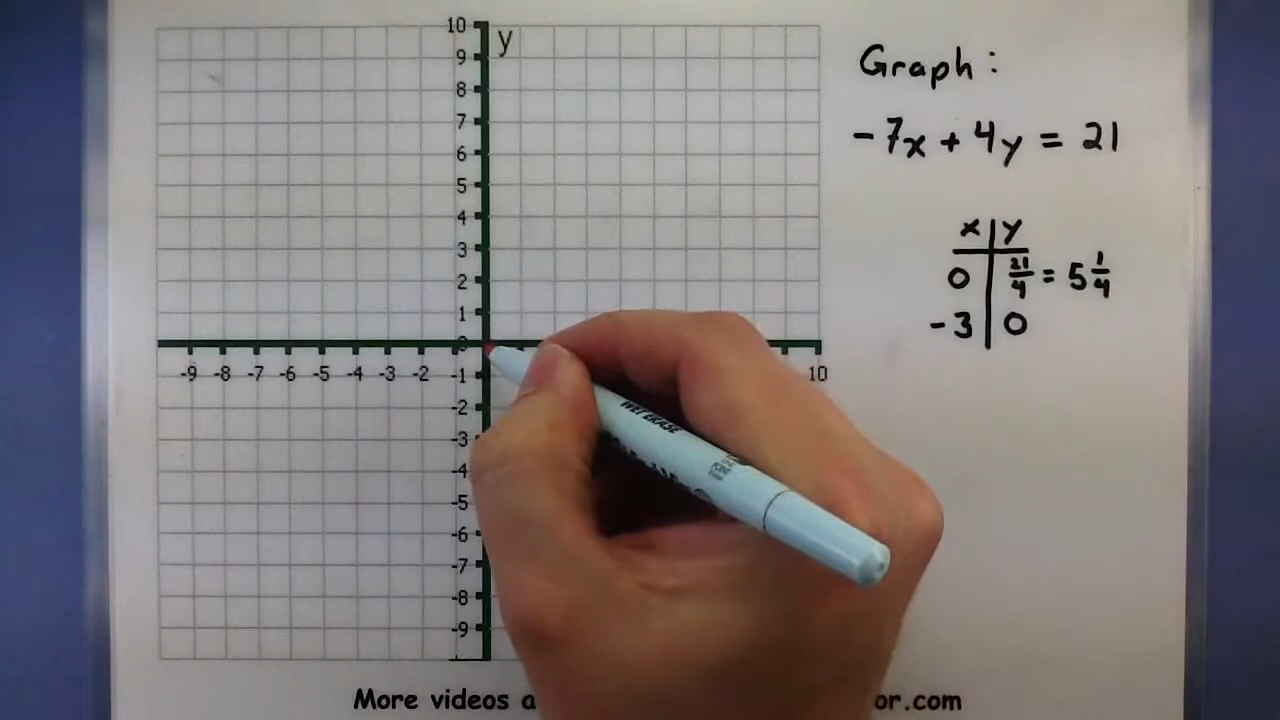 10
y
9
8
7
6
5
4
3
2
1
0
-9 -8 -7 -6 -5 -4 -3 -2 -1 10
-2
-3
-4
-5
-6
-7
-8
-9
Graph:
-7x + 4y = 21
x | y
0 | 21/4 = 5 1/4
-3 | 0
WET ERASE
More videos
or.com